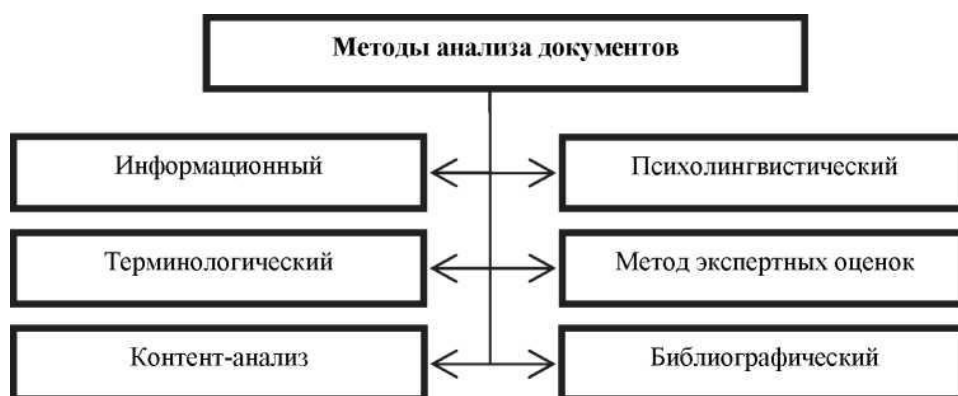 Методы анализа документов
Информационный
Психолингвистический
Терминологический
Метод экспертных оценок
Контент-анализ
Библиографический